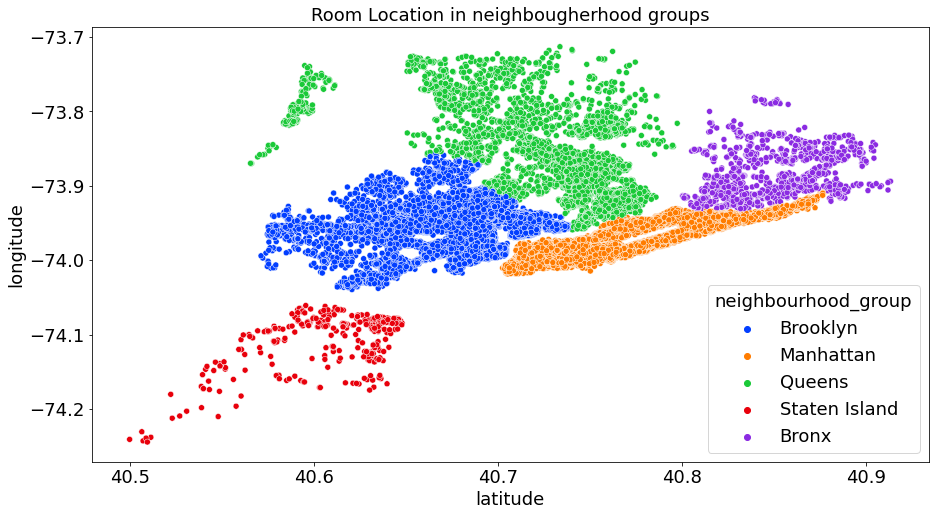 Room Location in neighbougherhood groups
−73.7
−73.8
−73.9
−74.0
−74.1
−74.2
longitude
40.5 40.6 40.7 40.8 40.9
latitude
neighbourhood_group
Brooklyn
Manhattan
Queens
Staten Island
Bronx